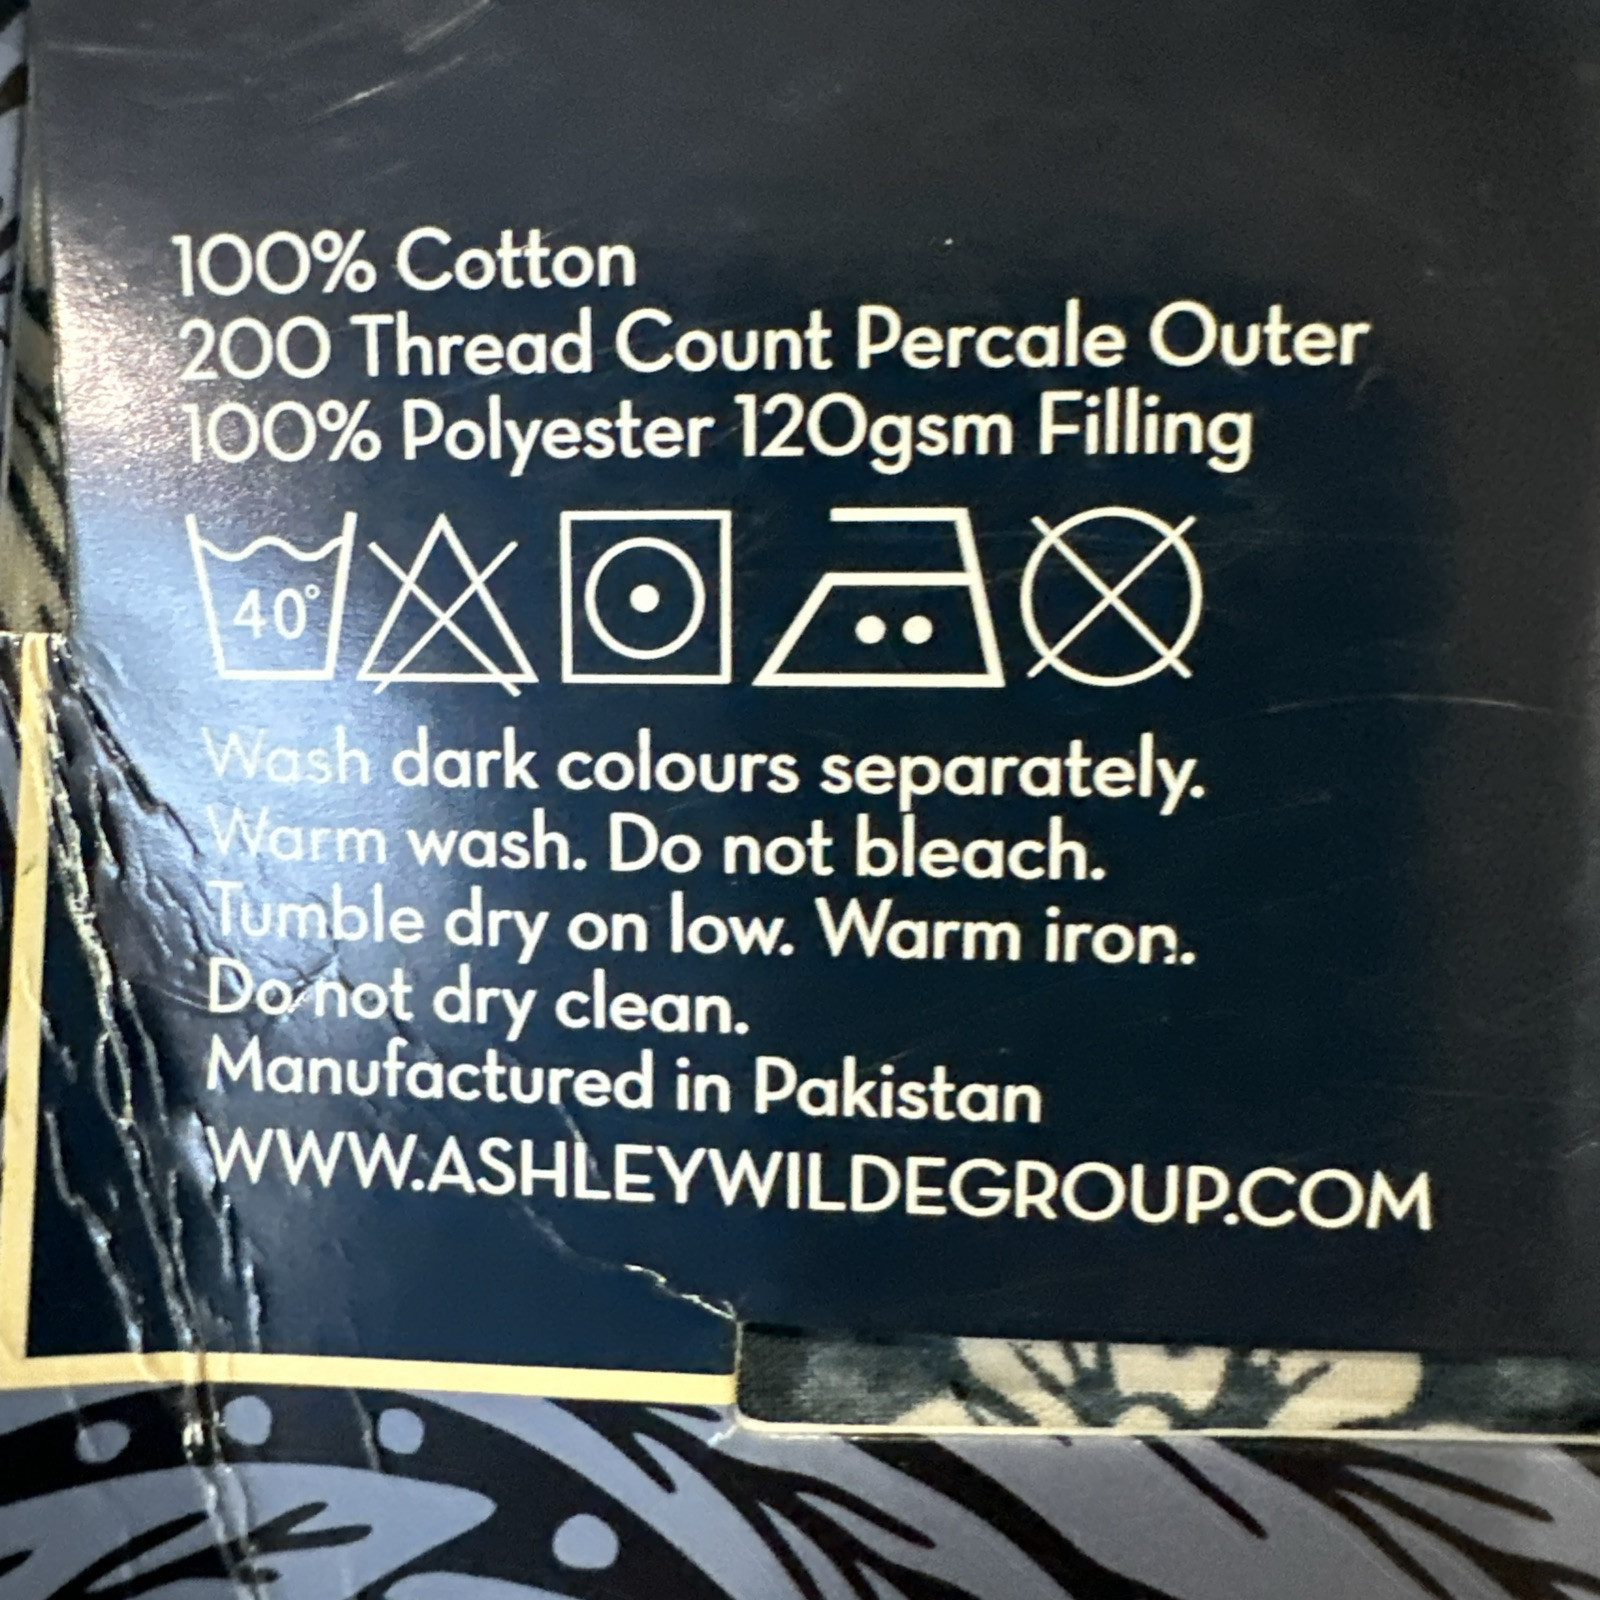 100% Cotton
200 Thread Count Percale Outer
100% Polyester 120gsm Filling
40°
Wash dark colours separately.
Warm wash. Do not bleach.
Tumble dry on low. Warm iron.
Do not dry clean.
Manufactured in Pakistan
WWW.ASHLEYWILDEGROUP.COM